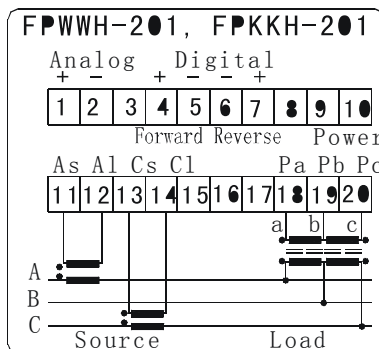 FPWWH-201, FPKKH-201
Analog Digital
+ - + - - +
1 2 3 4 5 6 7 8 9 10
Forward Reverse Power
As Al Cs Cl Pa Pb Pc
11 12 13 14 15 16 17 18 19 20
a b c
A
B
C
Source Load